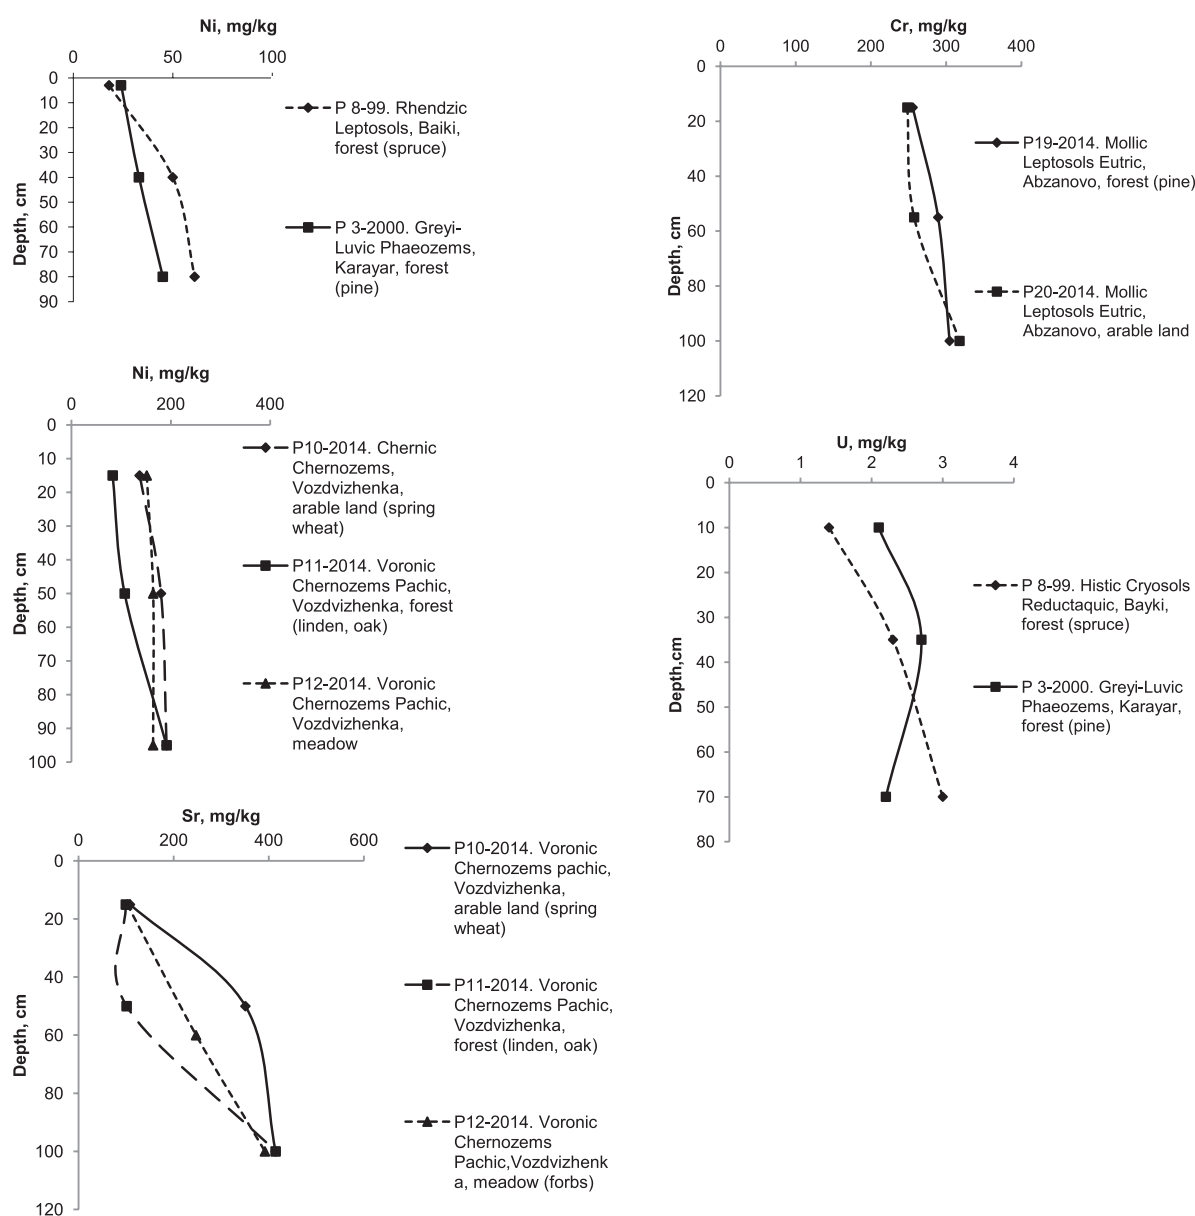 Ni, mg/kg
0 50 100
0
10
20
30
40
50
60
70
80
90
Depth, cm
P 8-99. Rhendzic
Leptosols, Baiki,
forest (spruce)
P 3-2000. Greyi-
Luvic Phaeozems,
Karayar, forest
(pine)
Cr, mg/kg
0 100 200 300 400
0
20
40
60
80
100
120
Depth, cm
P19-2014. Mollic
Leptosols Eutric,
Abzanovo, forest (pine)
P20-2014. Mollic
Leptosols Eutric,
Abzanovo, arable land
Ni, mg/kg
0 200 400
0
10
20
30
40
50
60
70
80
90
100
Depth, cm
P10-2014. Chernic
Chernozems,
Vozdvizhenka,
arable land (spring
wheat)
P11-2014. Voronic
Chernozems Pachic,
Vozdvizhenka, forest
(linden, oak)
P12-2014. Voronic
Chernozems Pachic,
Vozdvizhenka,
meadow
U, mg/kg
0 1 2 3 4
0
10
20
30
40
50
60
70
80
Depth,cm
P 8-99. Histic Cryosols
Reductaquic, Bayki,
forest (spruce)
P 3-2000. Greyi-Luvic
Phaeozems, Karayar,
forest (pine)
Sr, mg/kg
0 200 400 600
0
20
40
60
80
100
120
Depth, cm
P10-2014. Voronic
Chernozems pachic,
Vozdvizhenka,
arable land (spring
wheat)
P11-2014. Voronic
Chernozems Pachic,
Vozdvizhenka,
forest (linden, oak)
P12-2014. Voronic
Chernozems
Pachic,Vozdvizhenk
a, meadow (forbs)